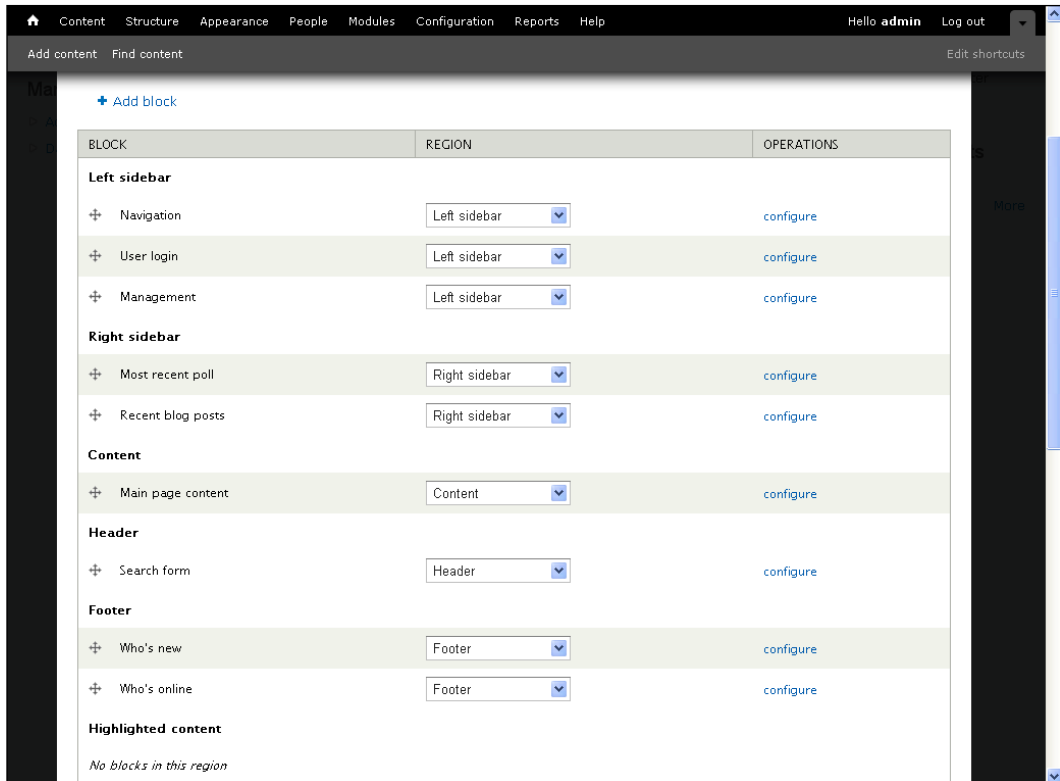 Content Structure Appearance People Modules Configuration Reports Help Hello admin Log out
Add content Find content Edit shortcuts
Add block
BLOCK REGION OPERATIONS
Left sidebar
Navigation Left sidebar configure
User login Left sidebar configure
Management Left sidebar configure
Right sidebar
Most recent poll Right sidebar configure
Recent blog posts Right sidebar configure
Content
Main page content Content configure
Header
Search form Header configure
Footer
Who's new Footer configure
Who's online Footer configure
Highlighted content
No blocks in this region
More